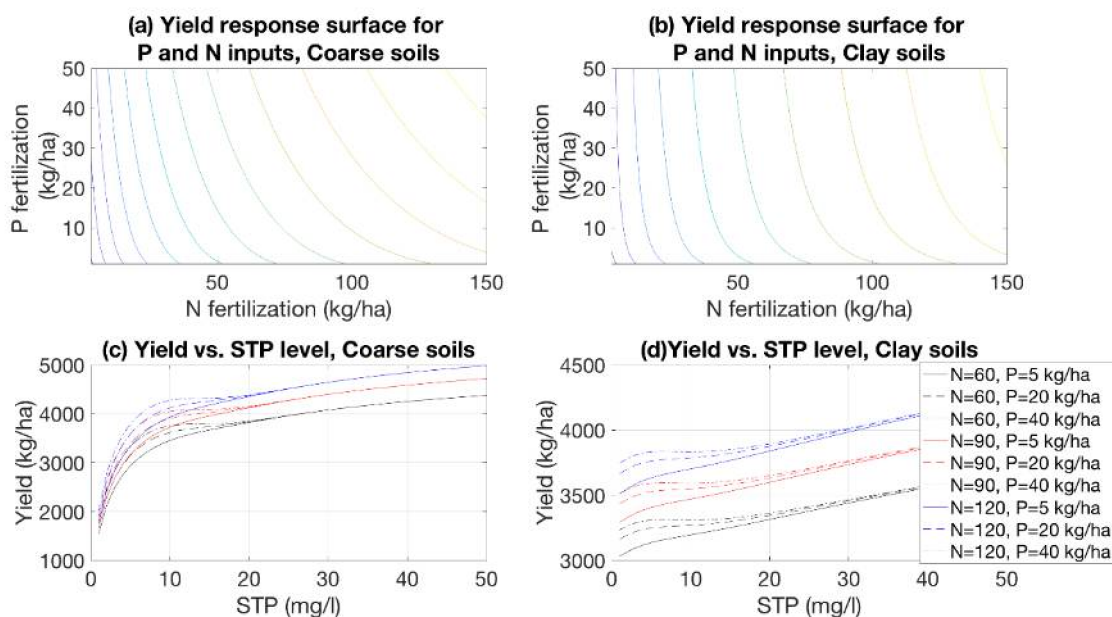 (a) Yield response surface for
P and N inputs, Coarse soils
50
40
30
20
10
P fertilization
(kg/ha)
50
100
150
N fertilization (kg/ha)
(b) Yield response surface for
P and N inputs, Clay soils
50
40
30
20
10
P fertilization
(kg/ha)
50
100
150
N fertilization (kg/ha)
(c) Yield vs. STP level, Coarse soils
5000
4000
3000
2000
1000
Yield (kg/ha)
0
10
20
30
40
50
STP (mg/l)
(d)Yield vs. STP level, Clay soils
4500
4000
3500
3000
Yield (kg/ha)
0
10
20
30
40
50
STP (mg/l)
N=60, P=5 kg/ha
N=60, P=20 kg/ha
N=60, P=40 kg/ha
N=90, P=5 kg/ha
N=90, P=20 kg/ha
N=90, P=40 kg/ha
N=120, P=5 kg/ha
N=120, P=20 kg/ha
N=120, P=40 kg/ha